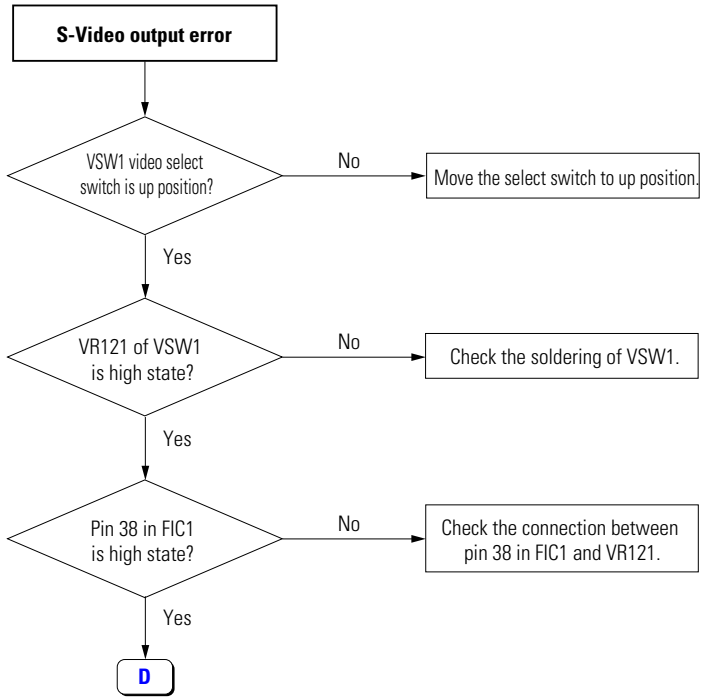 S-Video output error
VSW1 video select
switch is up position?
No
Move the select switch to up position.
Yes
VR121 of VSW1
is high state?
No
Check the soldering of VSW1.
Yes
Pin 38 in FIC1
is high state?
No
Check the connection between
pin 38 in FIC1 and VR121.
Yes
D